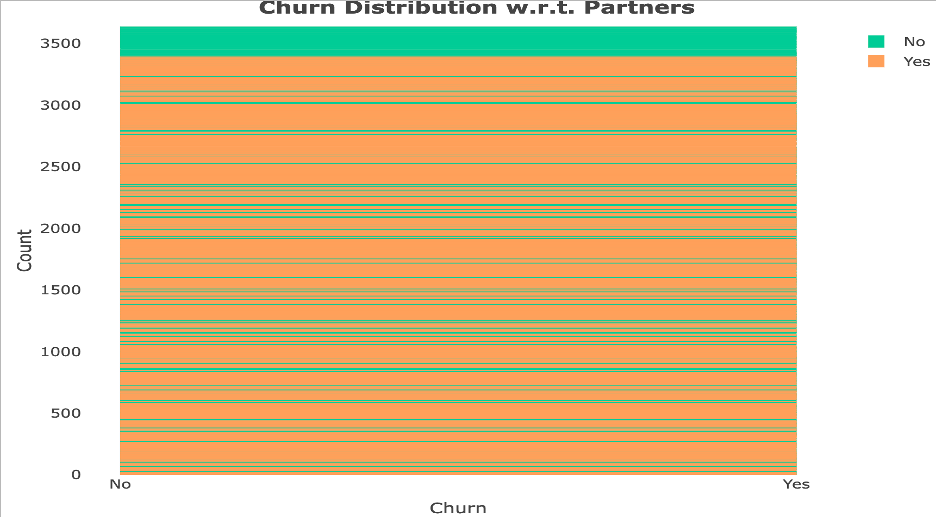 Churn Distribution w.r.t. Partners
No
Yes
3500
3000
2500
2000
1500
1000
500
0
Count
No
Yes
Churn